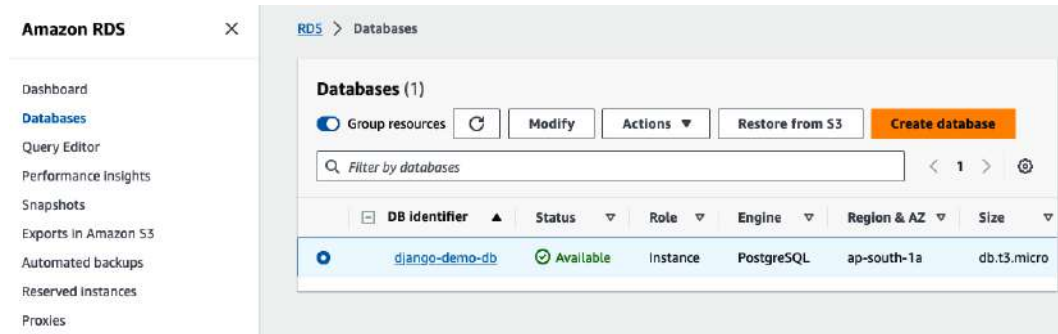 Amazon RDS
Dashboard
Databases
Query Editor
Performance insights
Snapshots
Exports in Amazon S3
Automated backups
Reserved instances
Proxies
RDS > Databases
Databases (1)
Group resources Modify Actions Restore from S3 Create database
Filter by databases
< 1 >
DB identifier Status Role Engine Region & AZ Size
django-demo-db Available Instance PostgreSQL ap-south-1a db.t3.micro